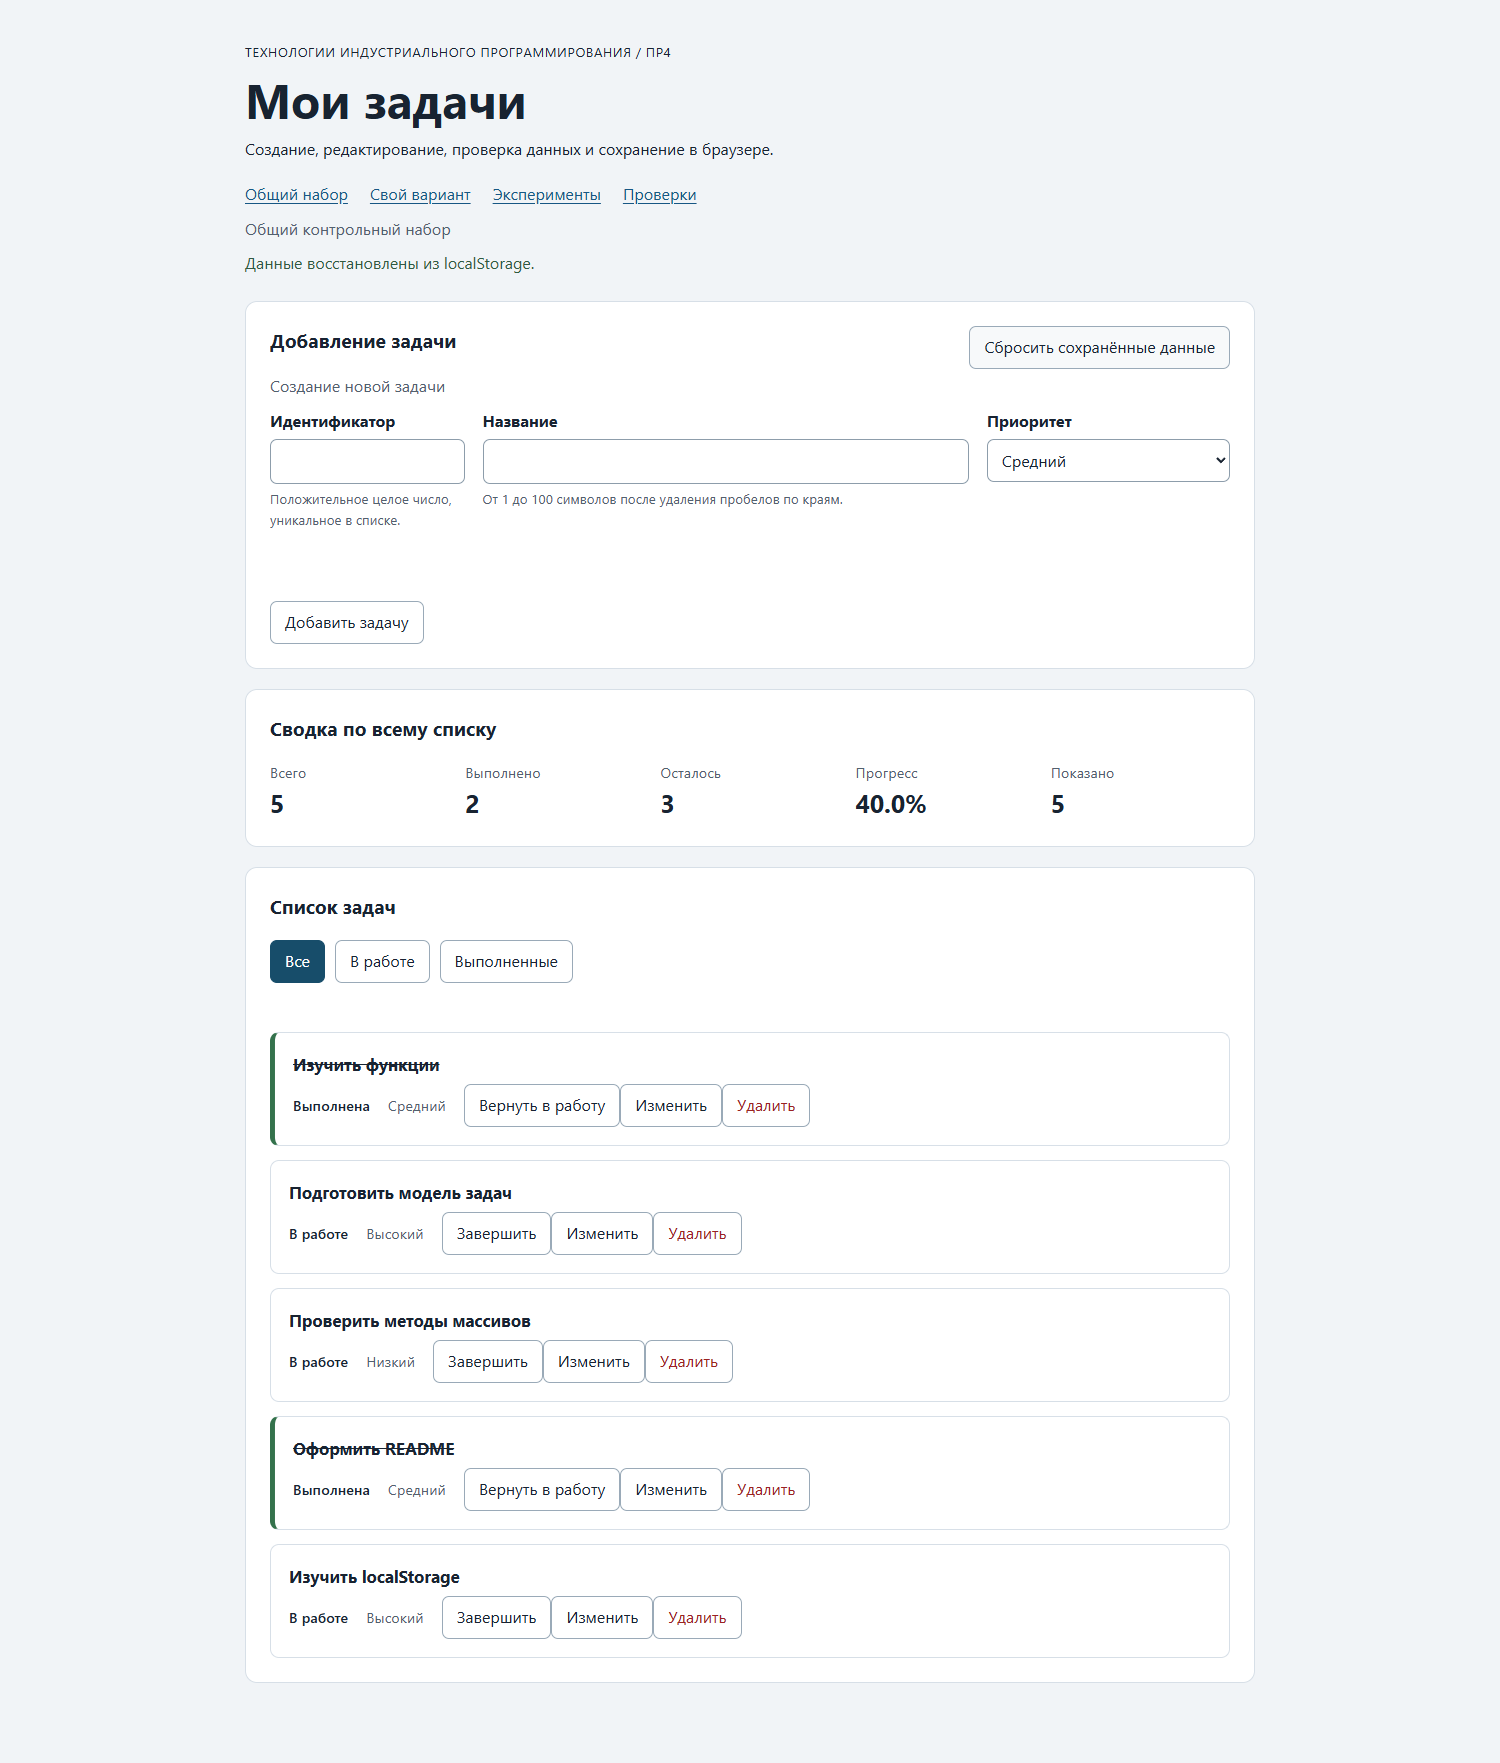 ТЕХНОЛОГИИ ИНДУСТРИАЛЬНОГО ПРОГРАММИРОВАНИЯ / ПР4
Мои задачи
Создание, редактирование, проверка данных и сохранение в браузере.
Общий набор Свой вариант Эксперименты Проверки
Общий контрольный набор
Данные восстановлены из localStorage.
Добавление задачи
Сбросить сохранённые данные
Создание новой задачи
Идентификатор Название Приоритет
Средний
Положительное целое число, От 1 до 100 символов после удаления пробелов по краям.
уникальное в списке.
Добавить задачу
Сводка по всему списку
Всего Выполнено Осталось Прогресс Показано
5 2 3 40.0% 5
Список задач
Все В работе Выполненные
Изучить функции
Выполнена Средний Вернуть в работу Изменить Удалить
Подготовить модель задач
В работе Высокий Завершить Изменить Удалить
Проверить методы массивов
В работе Низкий Завершить Изменить Удалить
Оформить README
Выполнена Средний Вернуть в работу Изменить Удалить
Изучить localStorage
В работе Высокий Завершить Изменить Удалить